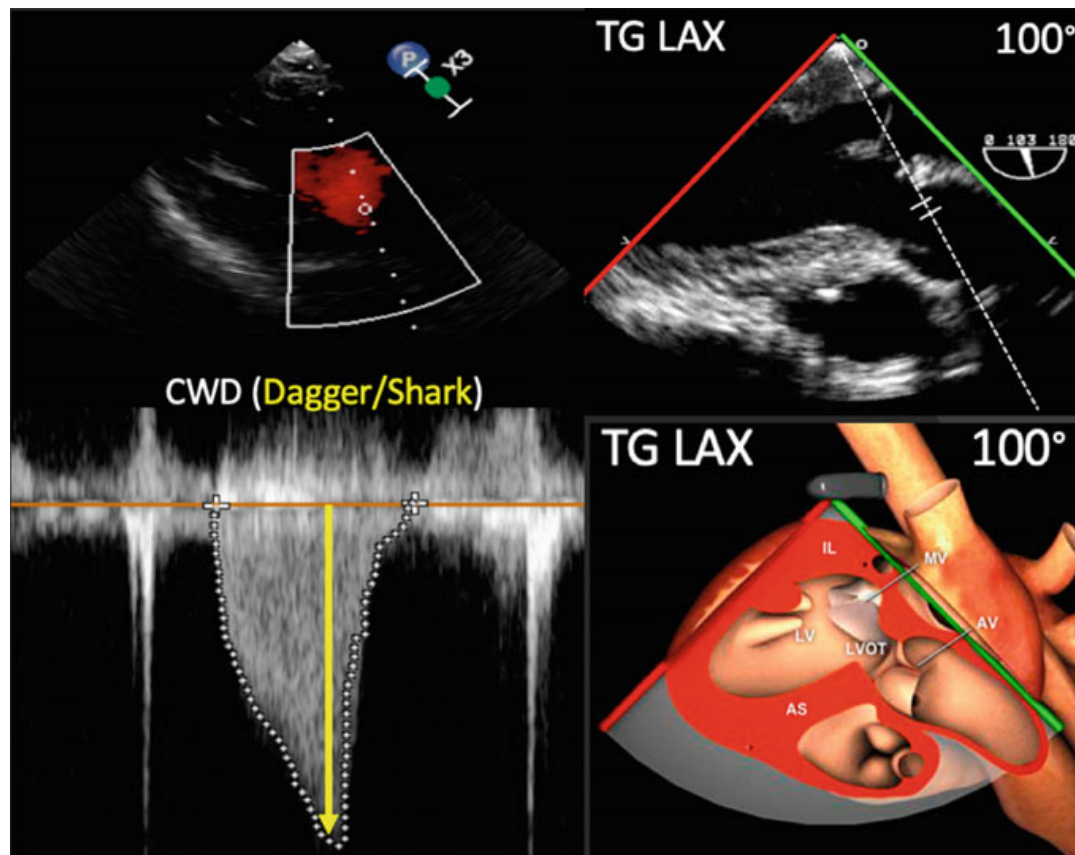 P
X3
TG LAX 100°
0 103 180
CWD (Dagger/Shark)
TG LAX 100°
IL
MV
AV
LV
LVOT
AS